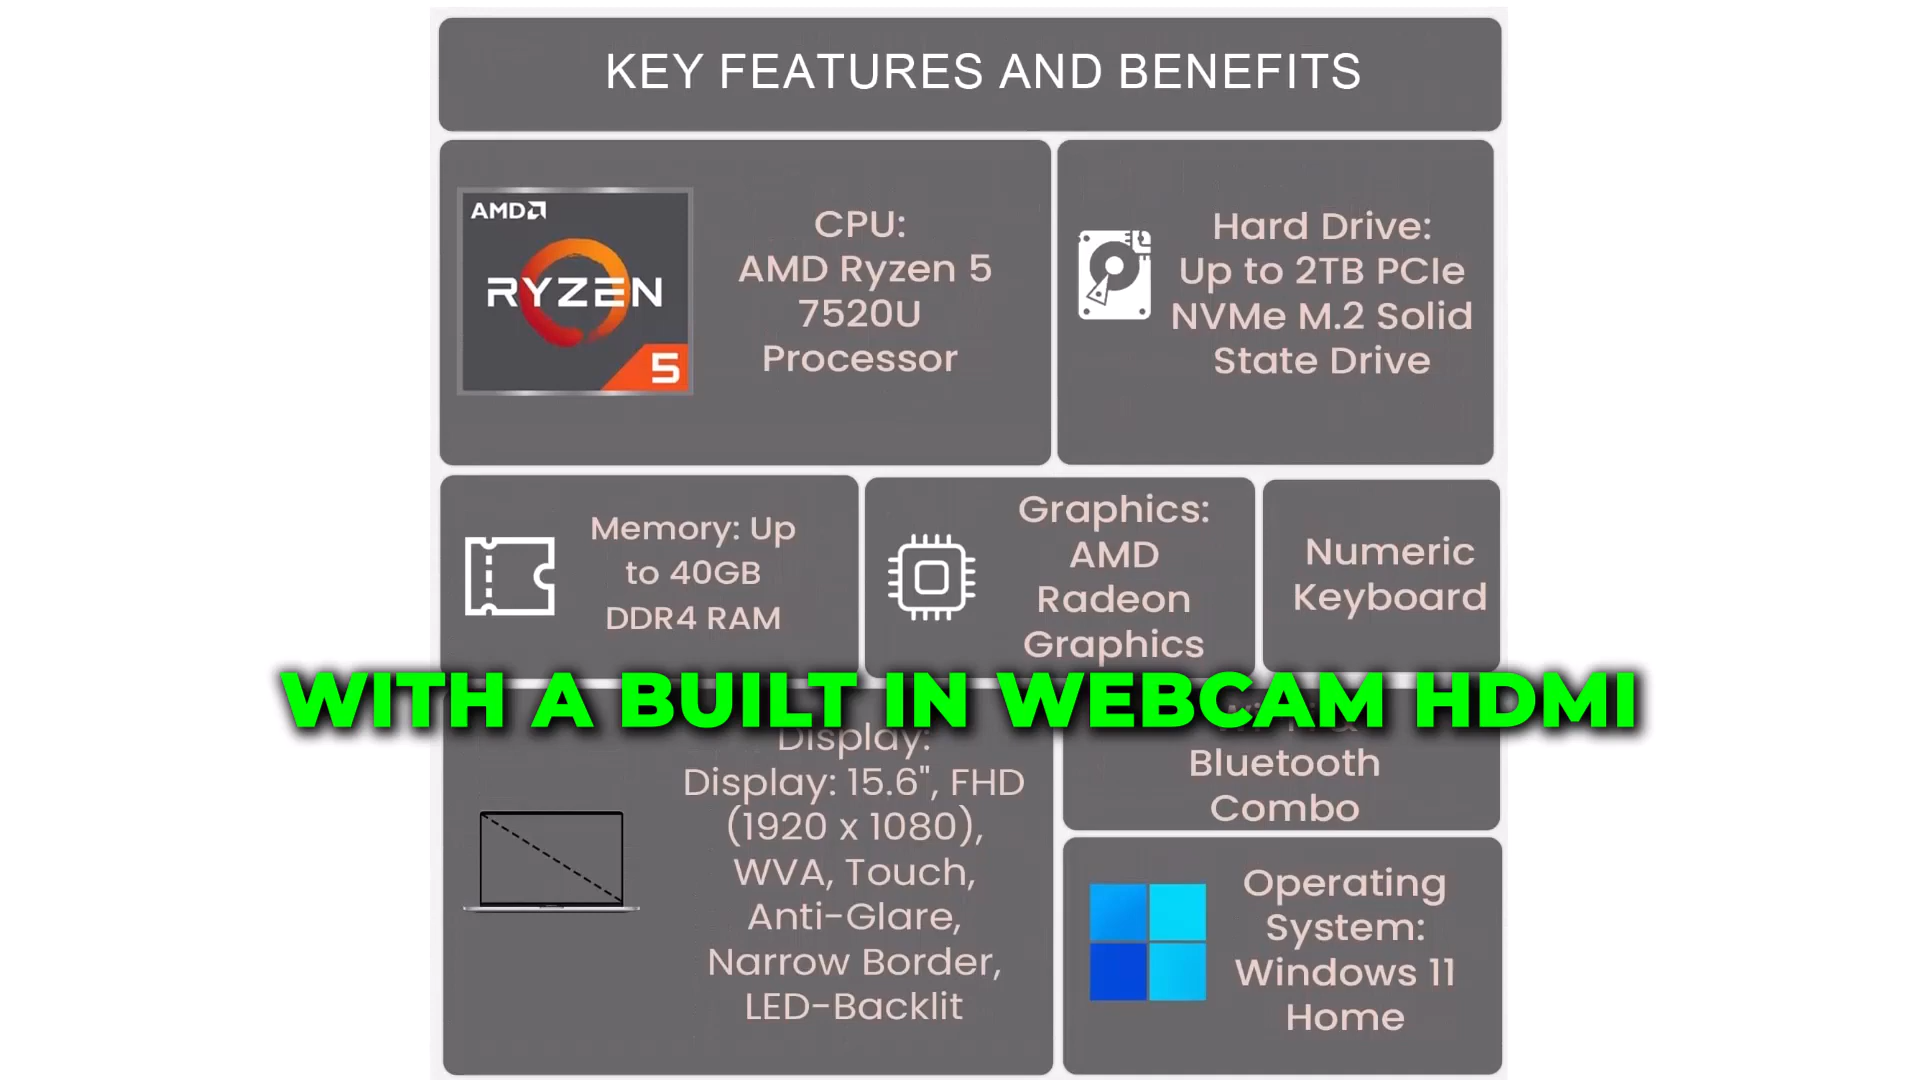 KEY FEATURES AND BENEFITS
AMD
RYZEN
5
CPU:
AMD Ryzen 5
7520U
Processor
Hard Drive:
Up to 2TB PCIe
NVMe M.2 Solid
State Drive
Memory: Up
to 40GB
DDR4 RAM
Graphics:
AMD
Radeon
Graphics
Numeric
Keyboard
WITH A BUILT IN WEBCAM HDMI
Display:
Display: 15.6", FHD
(1920 x 1080),
WVA, Touch,
Anti-Glare,
Narrow Border,
LED-Backlit
Bluetooth
Combo
Operating
System:
Windows 11
Home